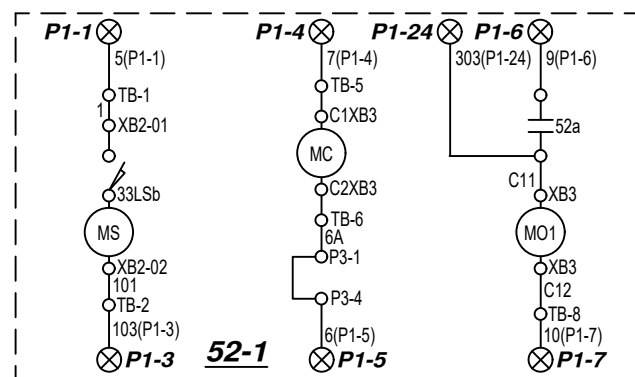 P1-1
P1-4
P1-24
P1-6
5(P1-1)
7(P1-4)
303(P1-24)
9(P1-6)
TB-1
1
XB2-01
33LSb
MS
XB2-02
101
TB-2
103(P1-3)
P1-3
52-1
TB-5
C1XB3
MC
C2XB3
TB-6
6A
P3-1
P3-4
6(P1-5)
P1-5
52a
C11
XB3
MO1
XB3
C12
TB-8
10(P1-7)
P1-7